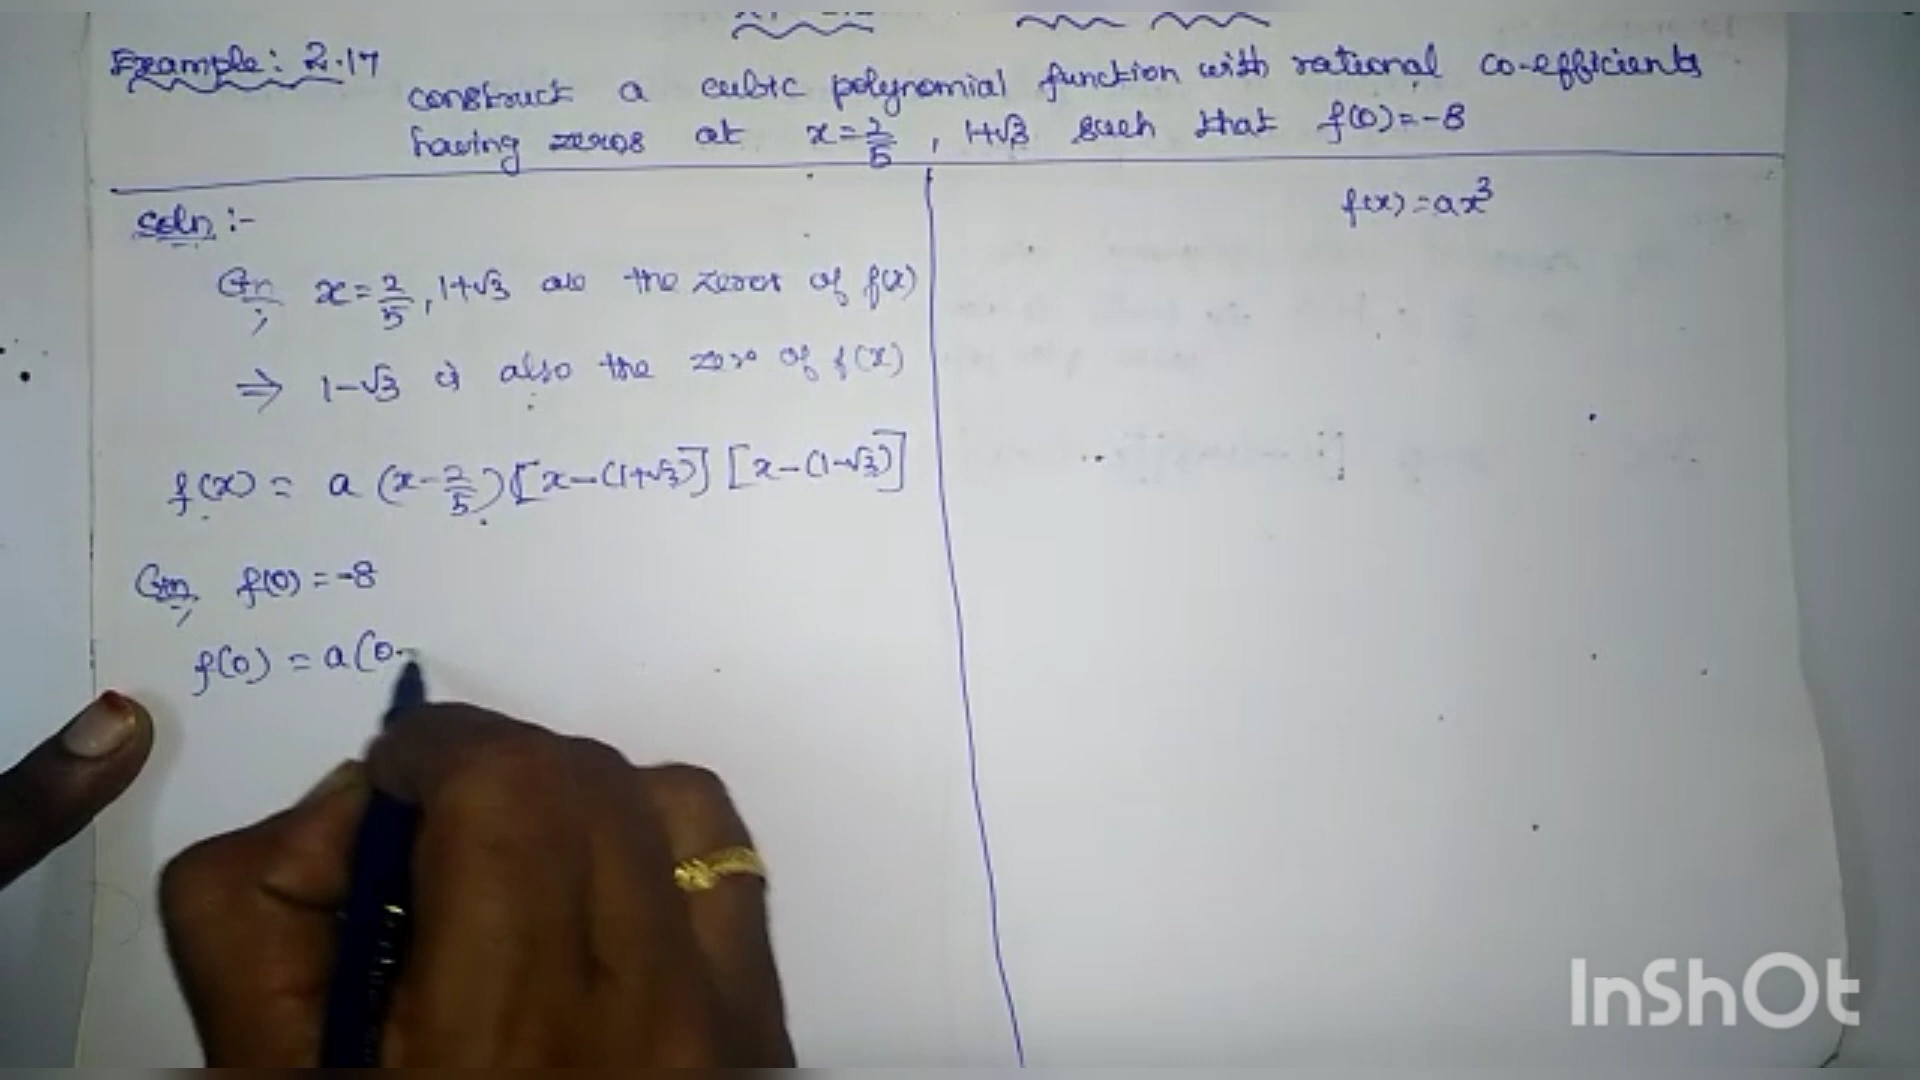 Example: 2.17
construct a cubic polynomial function with rational co-efficients
having zeros at x=2/5, 1+√3 such that f(0)=-8
Soln:-
Gn, x=2/5, 1+√3 are the zeros of f(x)
⇒ 1-√3 is also the zero of f(x)
f(x) = a (x-2/5) [x-(1+√3)] [x-(1-√3)]
Gn, f(0)=-8
f(0) = a(0-
f(x)=ax³
InShOt